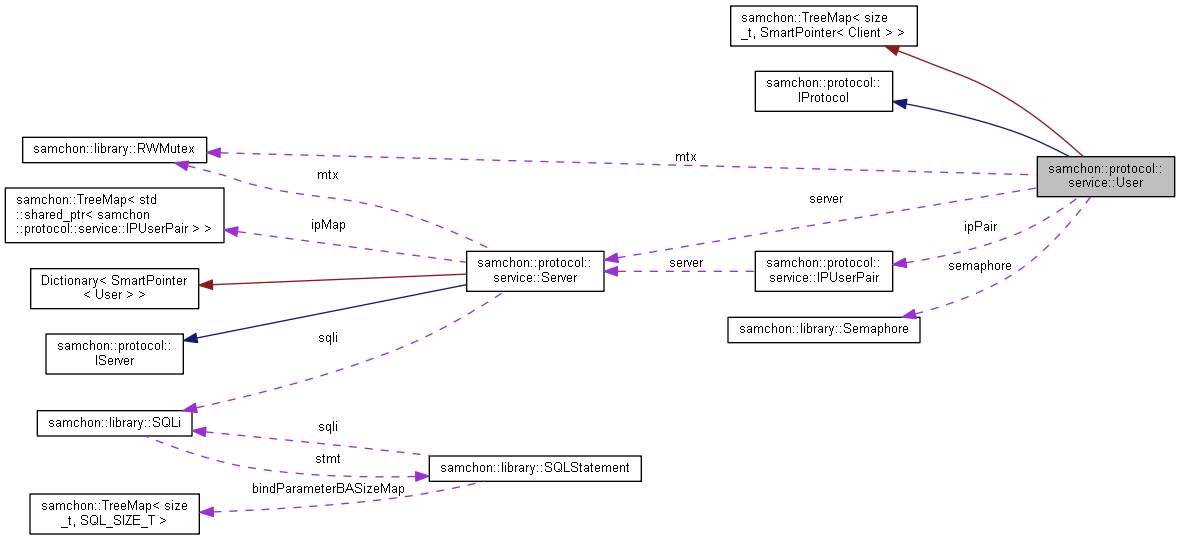 samchon::TreeMap< size
_t, SmartPointer< Client > >
samchon::protocol::
IProtocol
samchon::library::RWMutex
mtx
samchon::protocol::
service::User
mtx
samchon::TreeMap< std
::shared_ptr< samchon
::protocol::service::IPUserPair > >
server
ipMap
ipPair
samchon::protocol::
service::Server
server
samchon::protocol::
service::IPUserPair
semaphore
Dictionary< SmartPointer
< User > >
samchon::library::Semaphore
samchon::protocol::
IServer
sqli
samchon::library::SQLi
sqli
stmt
samchon::library::SQLStatement
bindParameterBASizeMap
samchon::TreeMap< size
_t, SQL_SIZE_T >